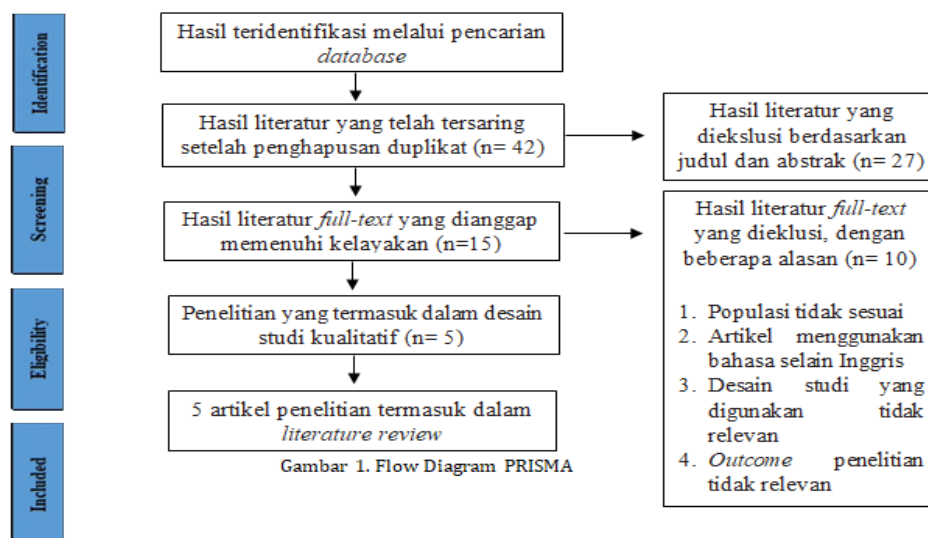 Identification
Hasil teridentifikasi melalui pencarian
database
Hasil literatur yang telah tersaring
setelah penghapusan duplikat (n= 42)
Hasil literatur yang
diekslusi berdasarkan
judul dan abstrak (n= 27)
Screening
Hasil literatur full-text yang dianggap
memenuhi kelayakan (n=15)
Hasil literatur full-text
yang dieklusi, dengan
beberapa alasan (n= 10)
1. Populasi tidak sesuai
2. Artikel menggunakan
bahasa selain Inggris
3. Desain studi yang
digunakan tidak
relevan
4. Outcome penelitian
tidak relevan
Eligibility
Penelitian yang termasuk dalam desain
studi kualitatif (n= 5)
Included
5 artikel penelitian termasuk dalam
literature review
Gambar 1. Flow Diagram PRISMA